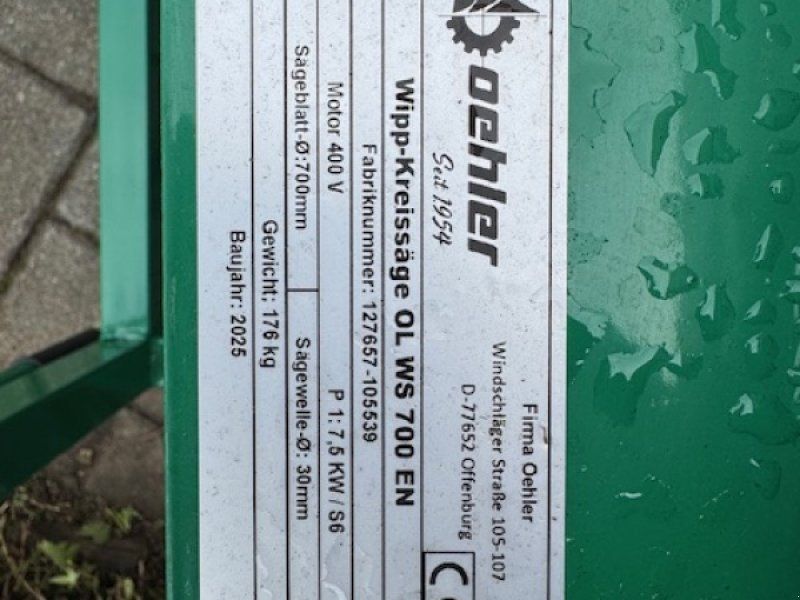 oehler
Seit 1954
Firma Oehler
Windschläger Straße 105-107
D-77652 Offenburg
Wipp-Kreissäge OL WS 700 EN
Fabriknummer: 127657-105539
Motor 400 V P 1: 7,5 KW / S6
Sägeblatt-Ø:700mm Sägewelle-Ø: 30mm
Gewicht: 176 kg
Baujahr: 2025